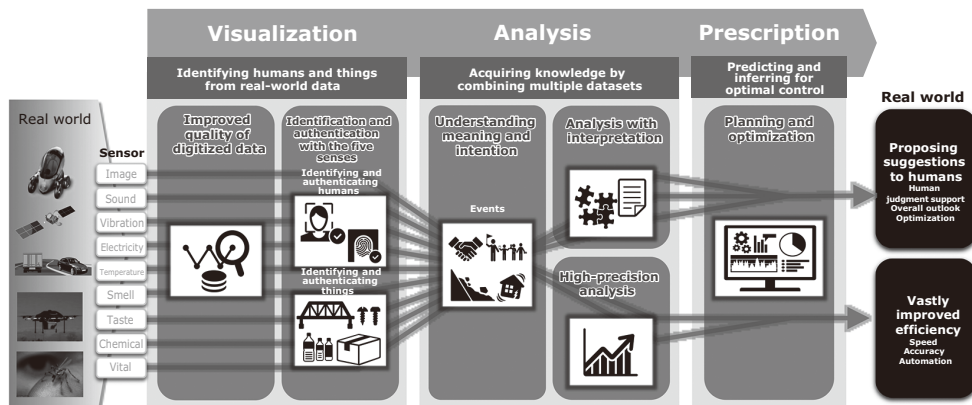 Visualization
Analysis
Prescription
Identifying humans and things
from real-world data
Acquiring knowledge by
combining multiple datasets
Predicting and
inferring for
optimal control
Real world
Sensor
Image
Sound
Vibration
Electricity
Temperature
Smell
Taste
Chemical
Vital
Improved
quality of
digitized data
Identification and
authentication
with the five
senses
Identifying and
authenticating
humans
Identifying and
authenticating
things
Understanding
meaning and
intention
Events
Analysis with
interpretation
High-precision
analysis
Planning and
optimization
Real world
Proposing
suggestions
to humans
Human
judgment support
Overall outlook
Optimization
Vastly
improved
efficiency
Speed
Accuracy
Automation